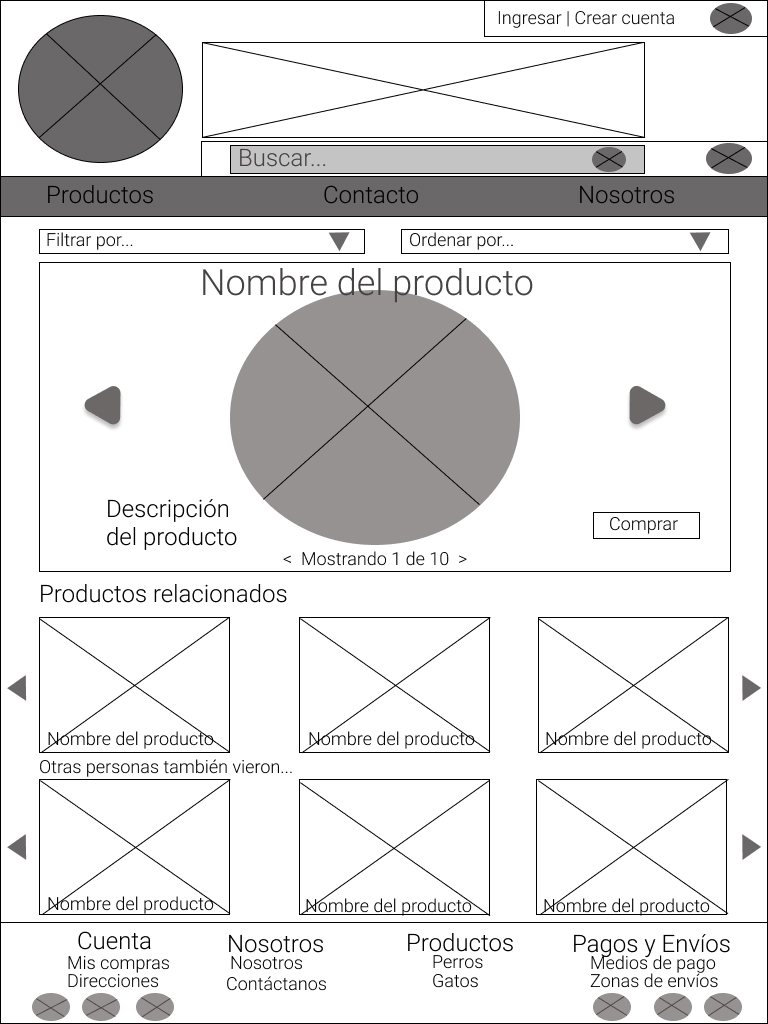 Ingresar | Crear cuenta
Buscar...
Productos Contacto Nosotros
Filtrar por... Ordenar por...
Nombre del producto
Descripción
del producto
Comprar
< Mostrando 1 de 10 >
Productos relacionados
Nombre del producto Nombre del producto Nombre del producto
Otras personas también vieron...
Nombre del producto Nombre del producto Nombre del producto
Cuenta
Mis compras
Direcciones
Nosotros
Nosotros
Contáctanos
Productos
Perros
Gatos
Pagos y Envíos
Medios de pago
Zonas de envíos